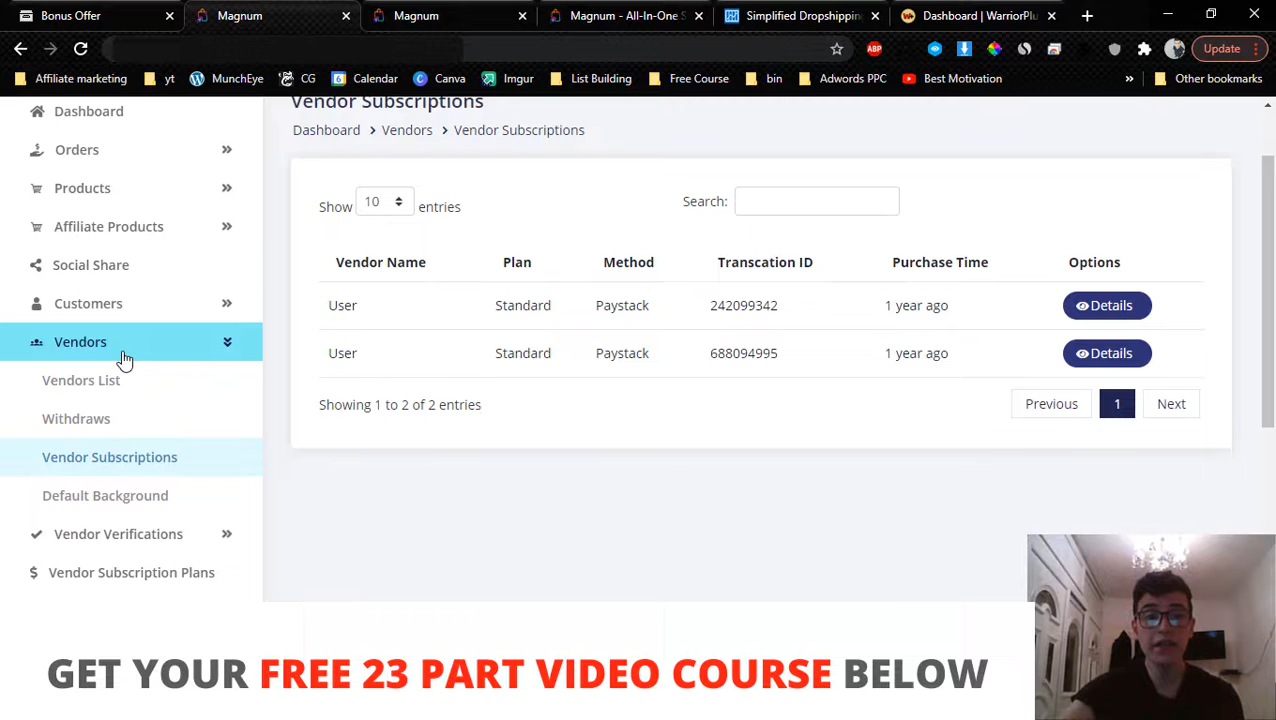 Bonus Offer
Magnum
Magnum
Magnum - All-In-One S
Simplified Dropshippin
Dashboard | WarriorPlu
ABP
Update
Affiliate marketing
yt
MunchEye
CG
Calendar
Canva
Imgur
List Building
Free Course
bin
Adwords PPC
Best Motivation
Other bookmarks
Dashboard
Orders
Products
Affiliate Products
Social Share
Customers
Vendors
Vendors List
Withdraws
Vendor Subscriptions
Default Background
Vendor Verifications
Vendor Subscription Plans
Vendor Subscriptions
Dashboard > Vendors > Vendor Subscriptions
Show 10 entries Search:
Vendor Name Plan Method Transcation ID Purchase Time Options
User Standard Paystack 242099342 1 year ago Details
User Standard Paystack 688094995 1 year ago Details
Showing 1 to 2 of 2 entries Previous 1 Next
GET YOUR FREE 23 PART VIDEO COURSE BELOW